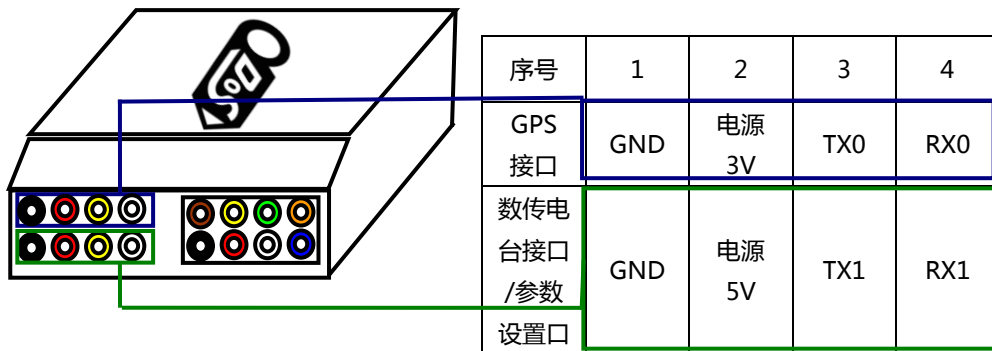 序号 1 2 3 4
GPS
接口
GND
电源
3V
TX0
RX0
数传电
台接口
/参数
设置口
GND
电源
5V
TX1
RX1